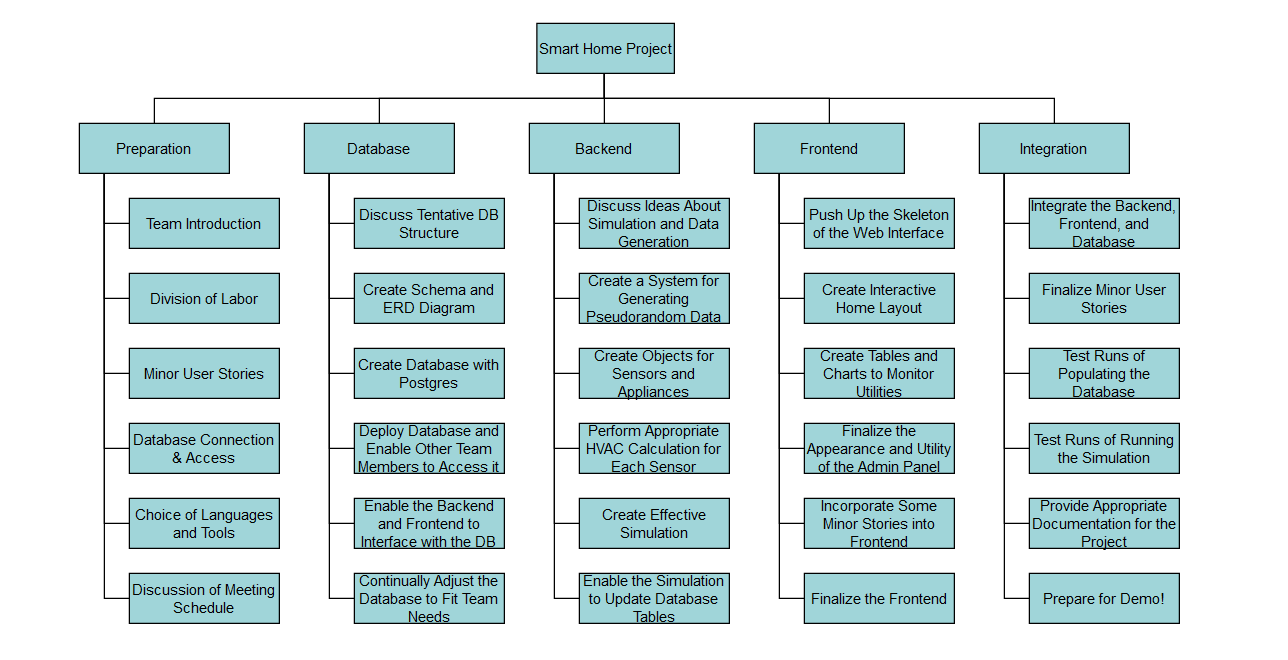 Smart Home Project
Preparation
Team Introduction
Division of Labor
Minor User Stories
Database Connection
& Access
Choice of Languages
and Tools
Discussion of Meeting
Schedule
Database
Discuss Tentative DB
Structure
Create Schema and
ERD Diagram
Create Database with
Postgres
Deploy Database and
Enable Other Team
Members to Access it
Enable the Backend
and Frontend to
Interface with the DB
Continually Adjust the
Database to Fit Team
Needs
Backend
Discuss Ideas About
Simulation and Data
Generation
Create a System for
Generating
Pseudorandom Data
Create Objects for
Sensors and
Appliances
Perform Appropriate
HVAC Calculation for
Each Sensor
Create Effective
Simulation
Enable the Simulation
to Update Database
Tables
Frontend
Push Up the Skeleton
of the Web Interface
Create Interactive
Home Layout
Create Tables and
Charts to Monitor
Utilities
Finalize the
Appearance and Utility
of the Admin Panel
Incorporate Some
Minor Stories into
Frontend
Finalize the Frontend
Integration
Integrate the Backend,
Frontend, and
Database
Finalize Minor User
Stories
Test Runs of
Populating the
Database
Test Runs of Running
the Simulation
Provide Appropriate
Documentation for the
Project
Prepare for Demo!